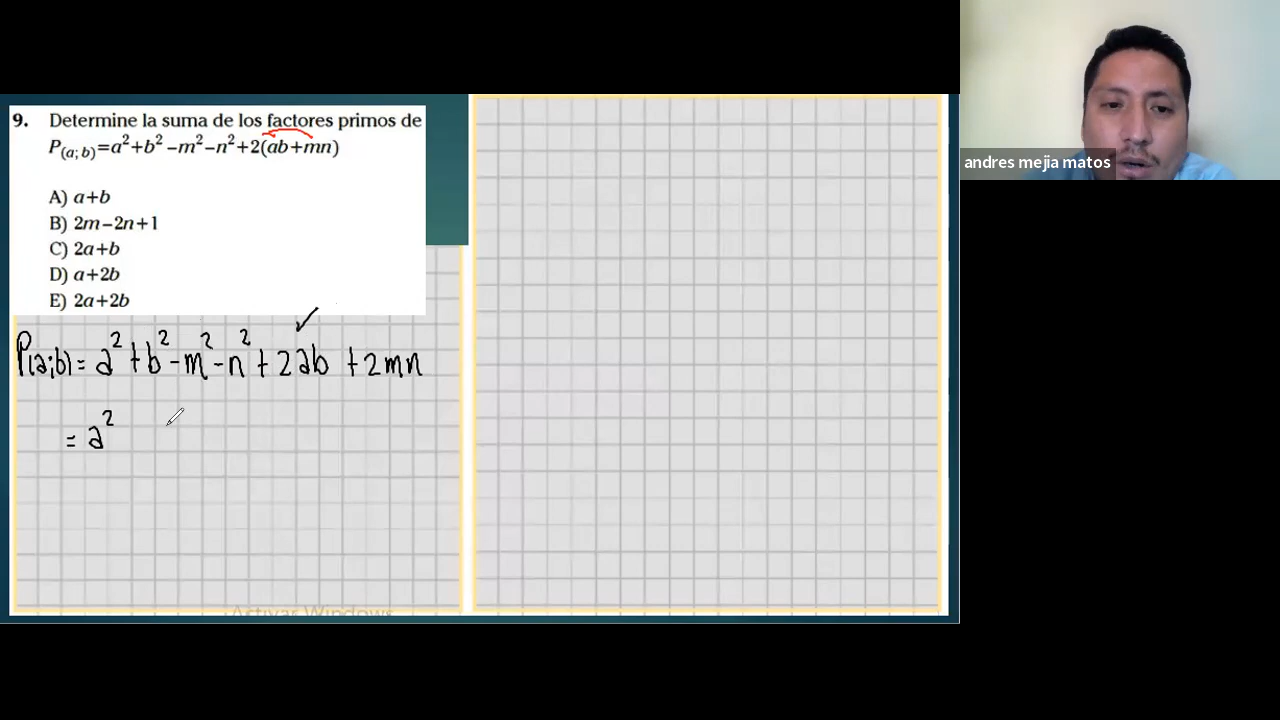 9. Determine la suma de los factores primos de
P(a; b)=a²+b²−m²−n²+2(ab+mn)
A) a+b
B) 2m−2n+1
C) 2a+b
D) a+2b
E) 2a+2b
P(a;b) = a² + b² - m² - n² + 2ab + 2mn
= a²
Activar Windows
andres mejia matos